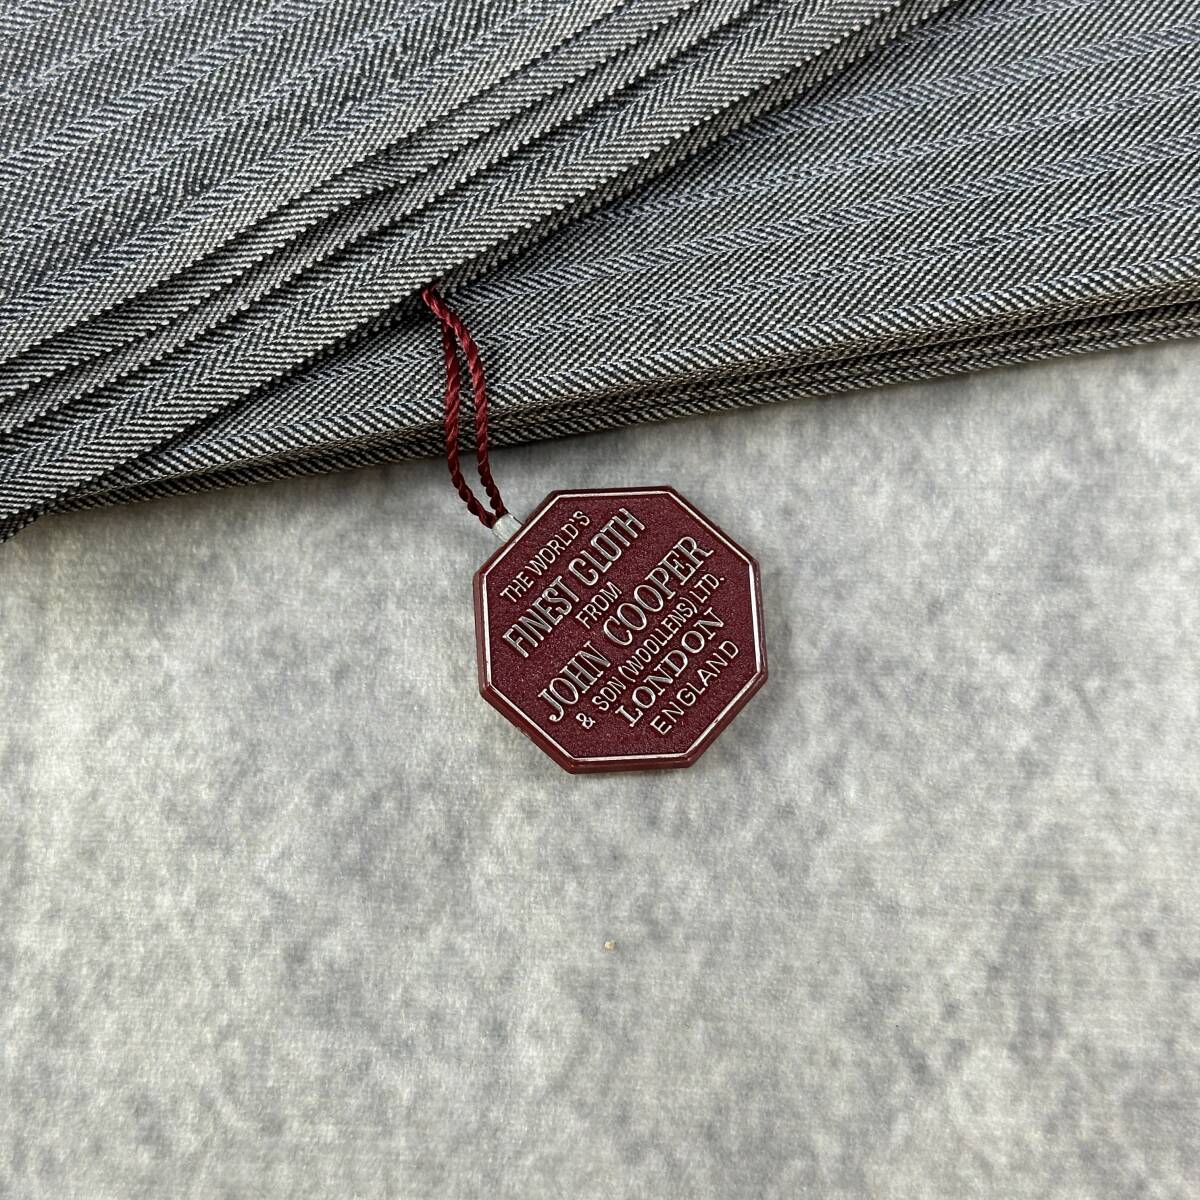 THE WORLD'S
FINEST CLOTH
FROM
JOHN COOPER
& SON (WOOLLENS) LTD.
LONDON
ENGLAND